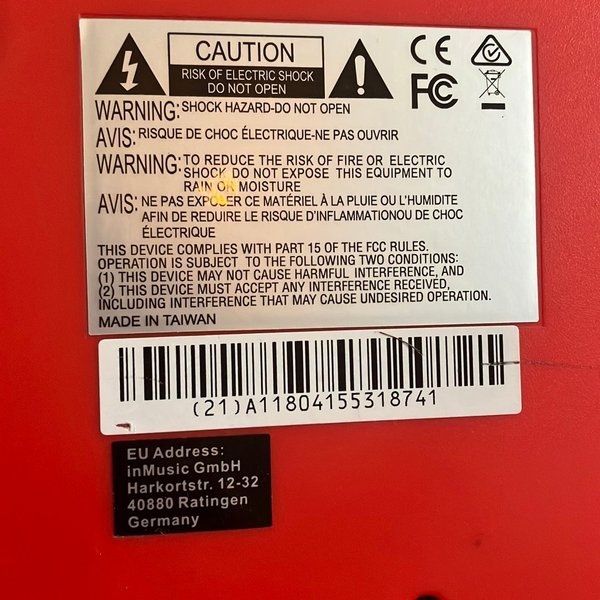 CAUTION
RISK OF ELECTRIC SHOCK
DO NOT OPEN
CE
FC
WARNING: SHOCK HAZARD-DO NOT OPEN
AVIS: RISQUE DE CHOC ÉLECTRIQUE-NE PAS OUVRIR
WARNING: TO REDUCE THE RISK OF FIRE OR ELECTRIC
SHOCK DO NOT EXPOSE THIS EQUIPMENT TO
RAIN OR MOISTURE
AVIS: NE PAS EXPOSER CE MATÉRIEL À LA PLUIE OU L'HUMIDITE
AFIN DE REDUIRE LE RISQUE D'INFLAMMATIONOU DE CHOC
ÉLECTRIQUE
THIS DEVICE COMPLIES WITH PART 15 OF THE FCC RULES.
OPERATION IS SUBJECT TO THE FOLLOWING TWO CONDITIONS:
(1) THIS DEVICE MAY NOT CAUSE HARMFUL INTERFERENCE, AND
(2) THIS DEVICE MUST ACCEPT ANY INTERFERENCE RECEIVED,
INCLUDING INTERFERENCE THAT MAY CAUSE UNDESIRED OPERATION.
MADE IN TAIWAN
(21)A11804155318741
EU Address:
inMusic GmbH
Harkortstr. 12-32
40880 Ratingen
Germany